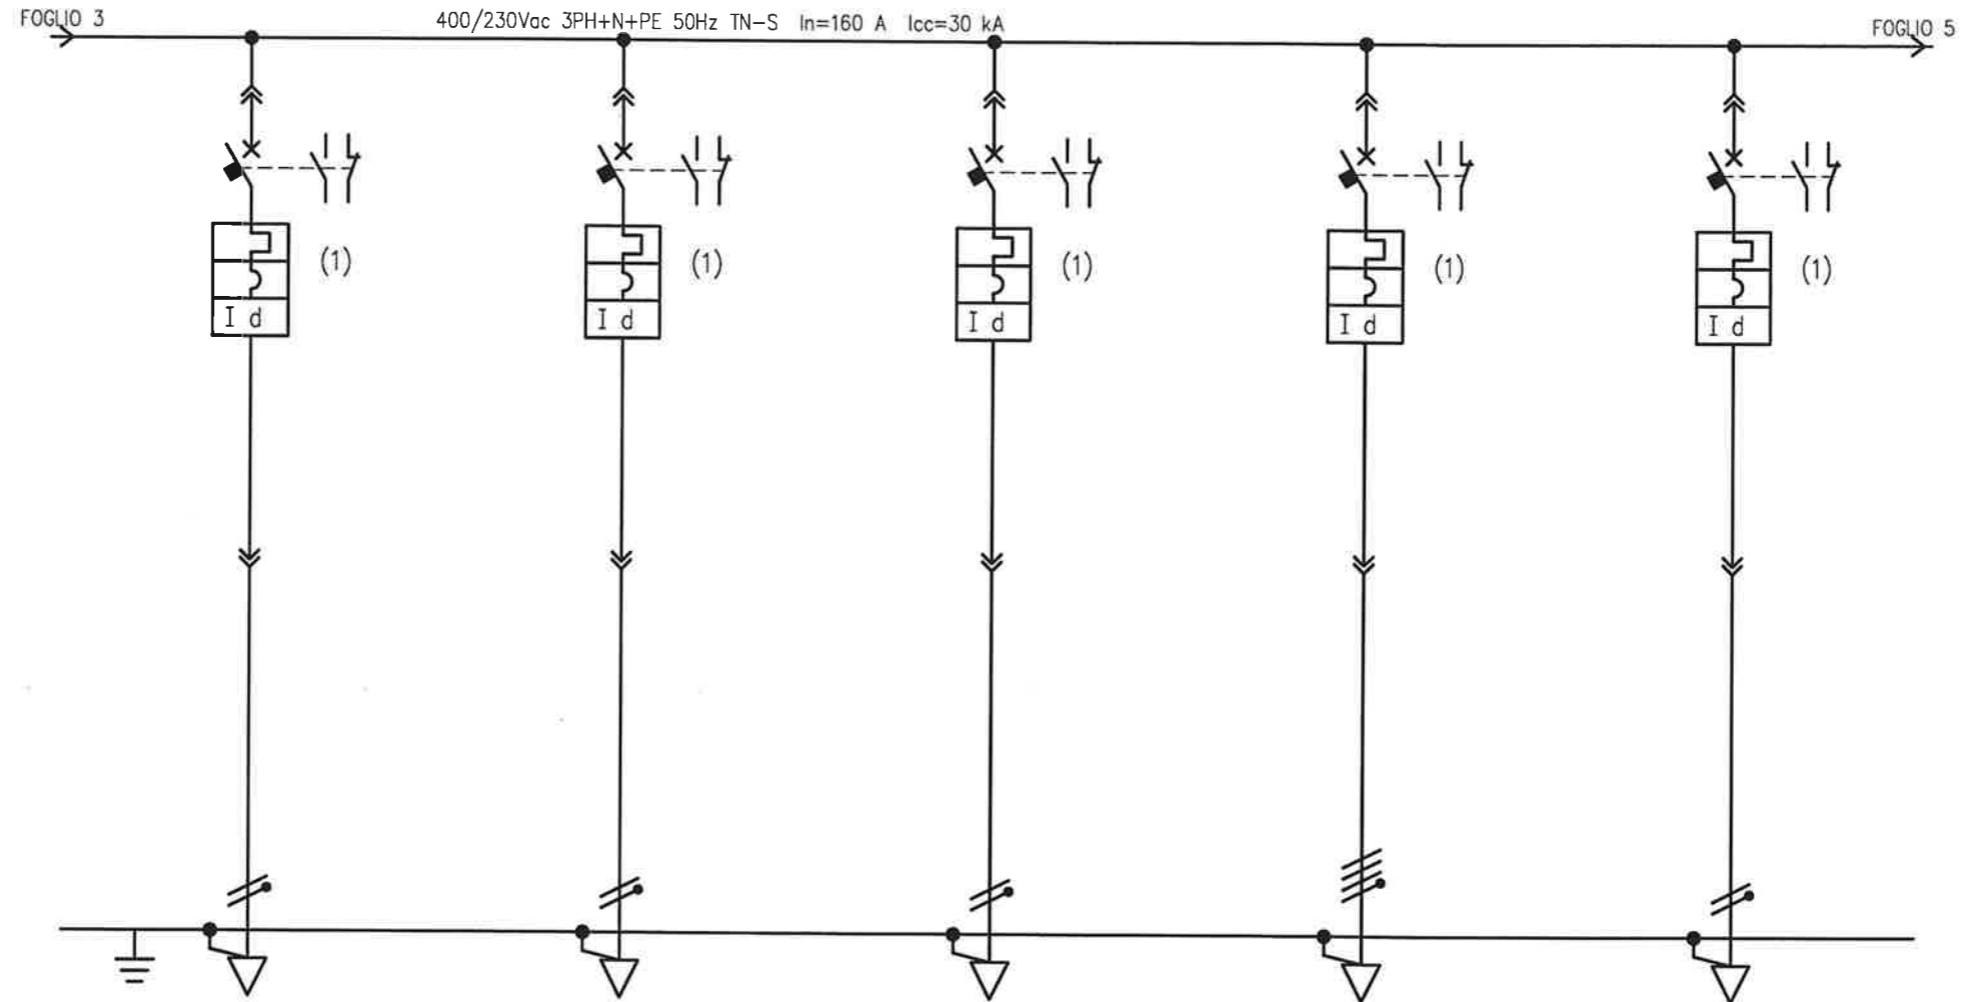 FOGLIO 3
400/230Vac 3PH+N+PE 50Hz TN-S In=160 A Icc=30 kA
FOGLIO 5
(1)
(1)
(1)
(1)
(1)
I d
I d
I d
I d
I d